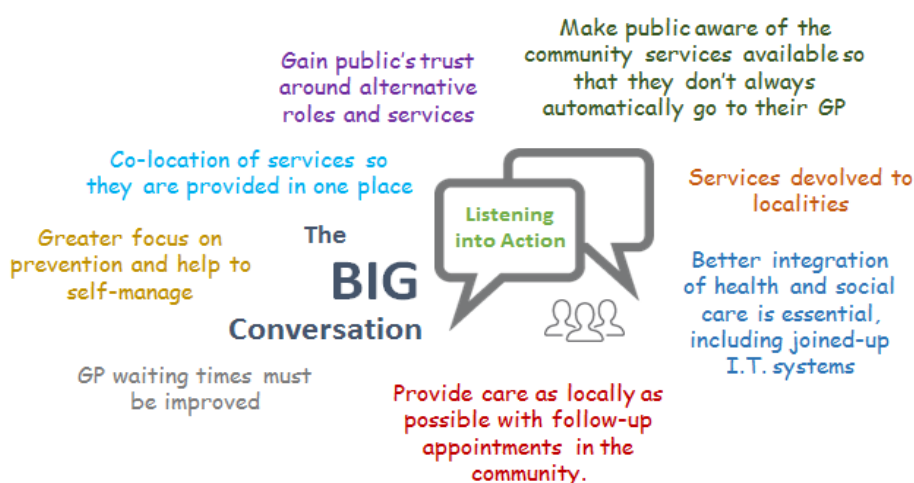 Make public aware of the
community services available so
that they don't always
automatically go to their GP
Gain public's trust
around alternative
roles and services
Co-location of services so
they are provided in one place
Listening
into Action
Services devolved to
localities
Greater focus on
prevention and help to
self-manage
The
BIG
Conversation
Better integration
of health and social
care is essential,
including joined-up
I.T. systems
GP waiting times must
be improved
Provide care as locally as
possible with follow-up
appointments in the
community.